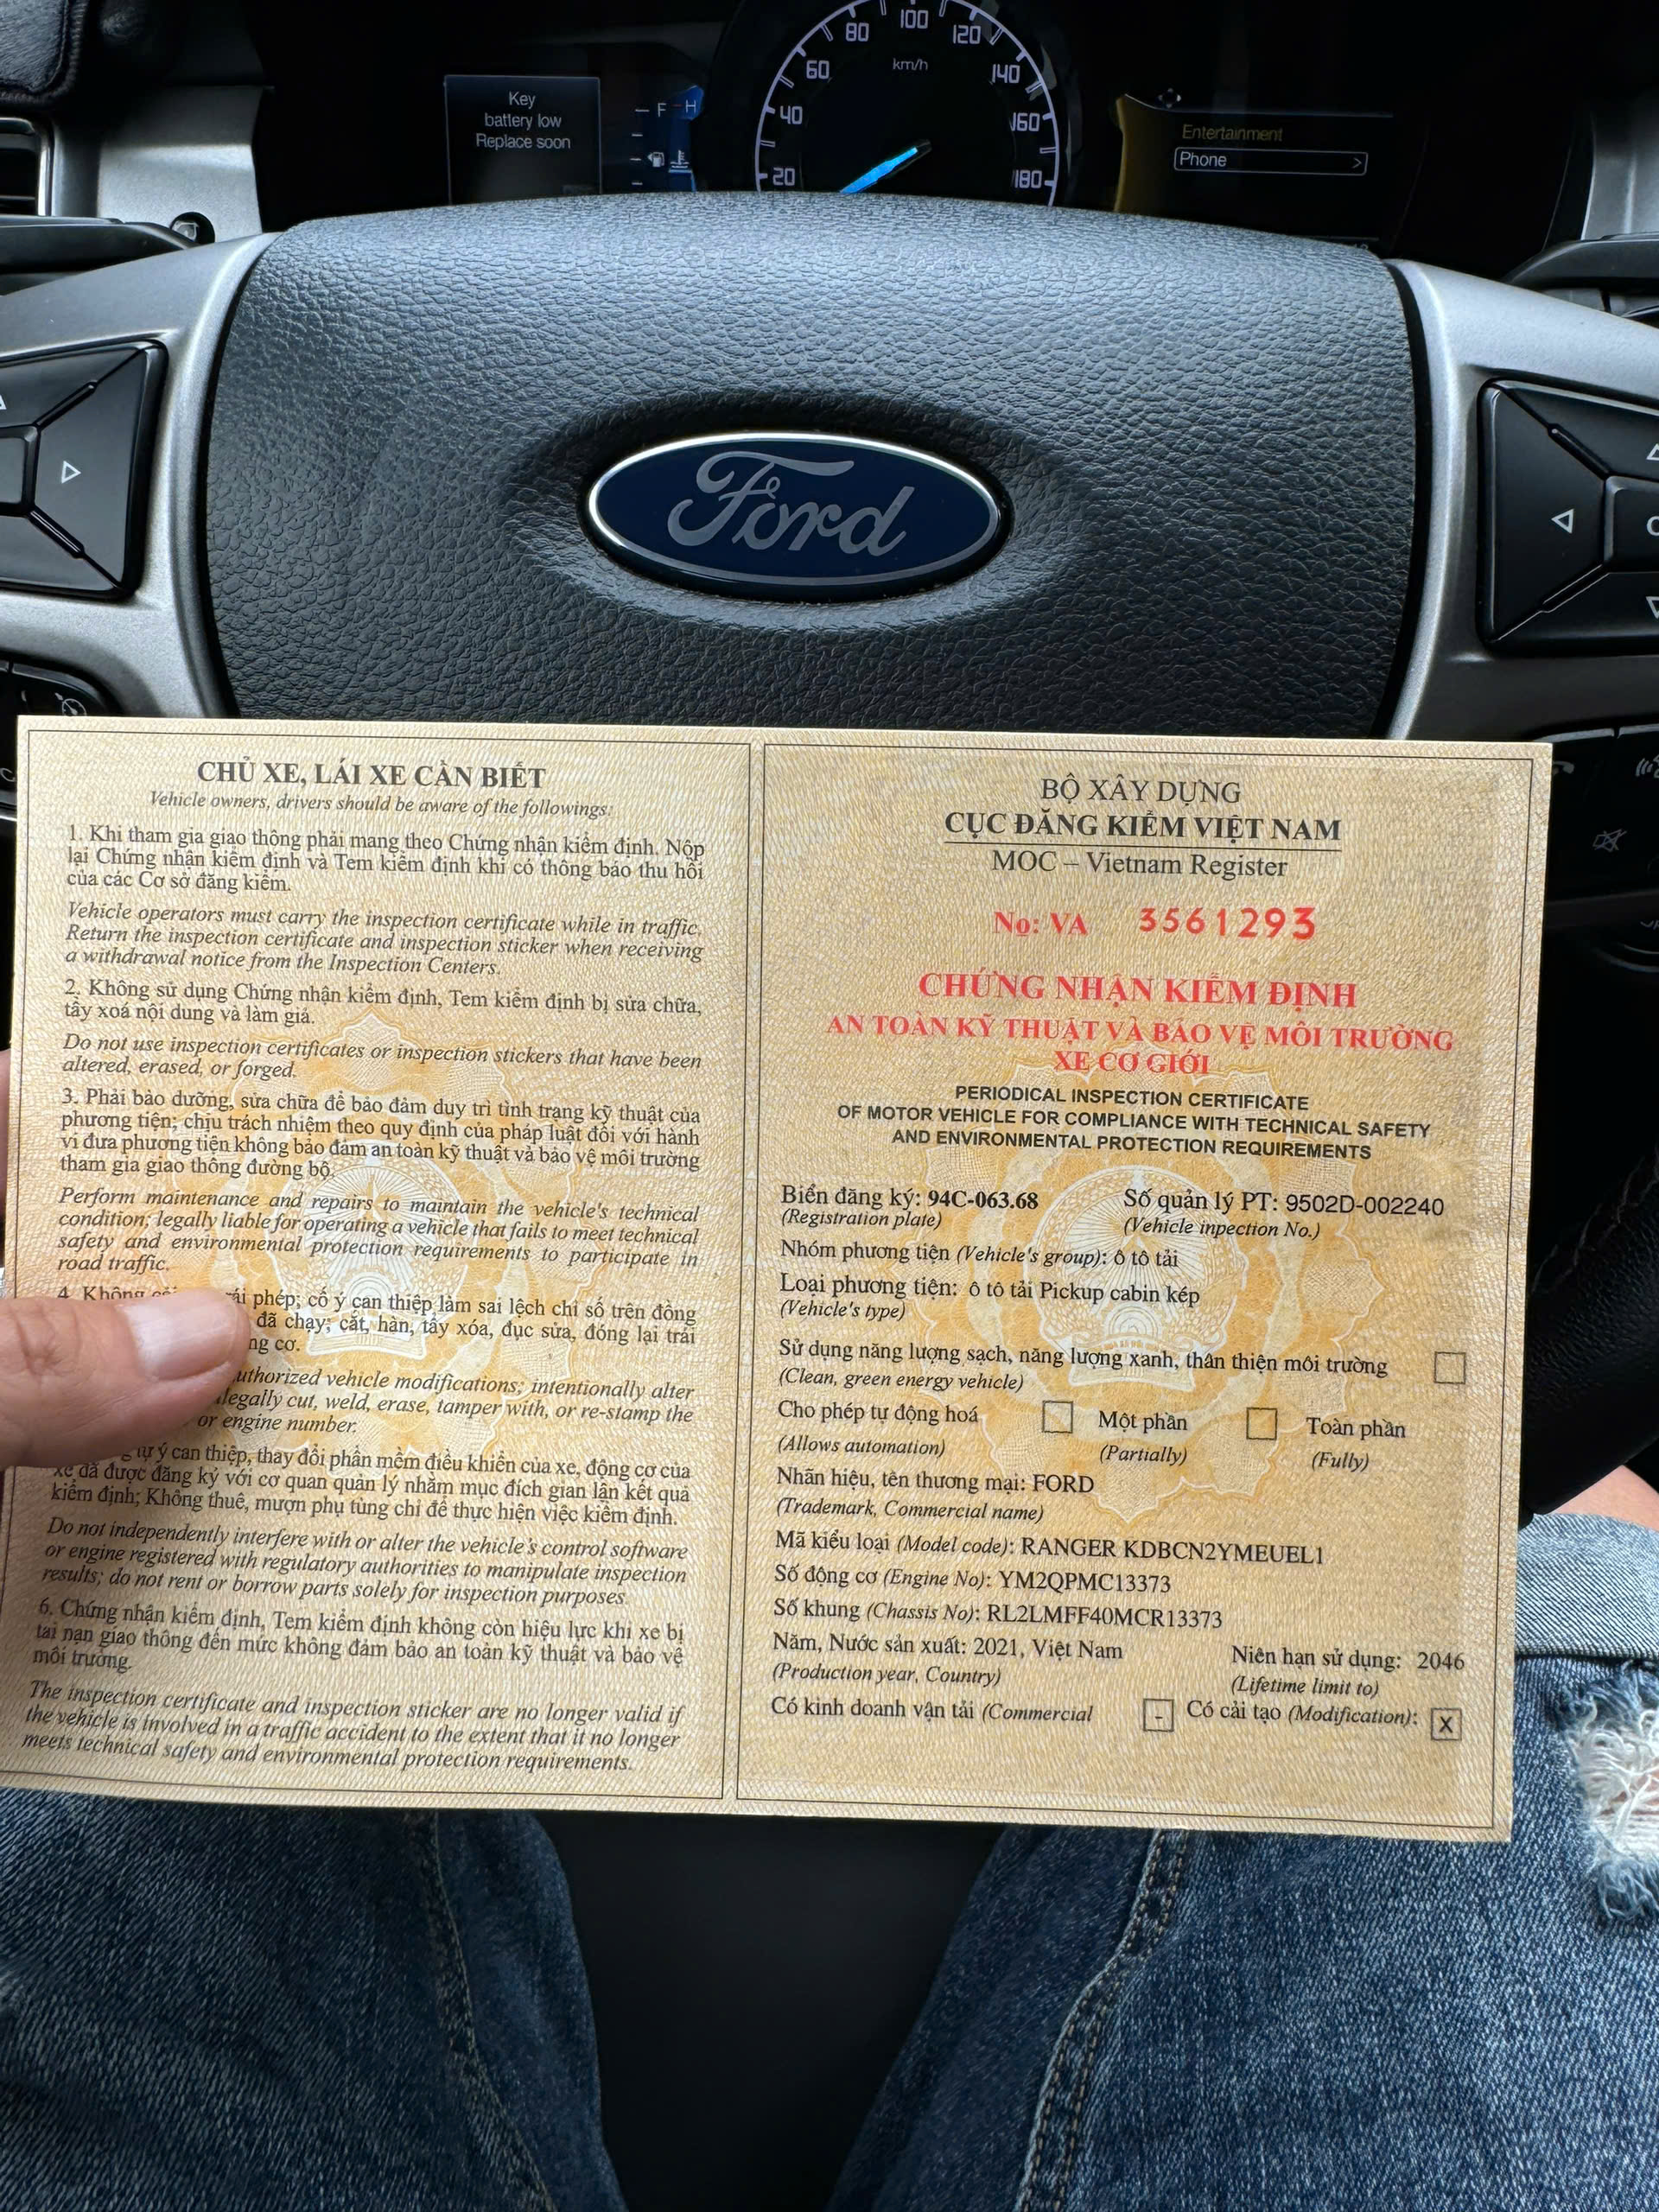 80
100
120
60
km/h
140
40
160
20
180
Key
battery low
Replace soon
F
H
Entertainment
Phone >
Ford
CHỦ XE, LÁI XE CẦN BIẾT
Vehicle owners, drivers should be aware of the followings:
1. Khi tham gia giao thông phải mang theo Chứng nhận kiểm định. Nộp
lại Chứng nhận kiểm định và Tem kiểm định khi có thông báo thu hồi
của các Cơ sở đăng kiểm.
Vehicle operators must carry the inspection certificate while in traffic.
Return the inspection certificate and inspection sticker when receiving
a withdrawal notice from the Inspection Centers.
2. Không sử dụng Chứng nhận kiểm định, Tem kiểm định bị sửa chữa,
tẩy xoá nội dung và làm giả.
Do not use inspection certificates or inspection stickers that have been
altered, erased, or forged.
3. Phải bảo dưỡng, sửa chữa để bảo đảm duy trì tình trạng kỹ thuật của
phương tiện; chịu trách nhiệm theo quy định của pháp luật đối với hành
vi đưa phương tiện không bảo đảm an toàn kỹ thuật và bảo vệ môi trường
tham gia giao thông đường bộ.
Perform maintenance and repairs to maintain the vehicle's technical
condition; legally liable for operating a vehicle that fails to meet technical
safety and environmental protection requirements to participate in
road traffic.
4. Không phép; cố ý can thiệp làm sai lệch chỉ số trên đồng
đã chạy; cắt, hàn, tẩy xóa, đục sửa, đóng lại trái
cơ.
vehicle modifications; intentionally alter
cut, weld, erase, tamper with, or re-stamp the
or engine number.
tự ý can thiệp, thay đổi phần mềm điều khiển của xe, động cơ của
xe đã được đăng ký với cơ quan quản lý nhằm mục đích gian lận kết quả
kiểm định; Không thuê, mượn phụ tùng chỉ để thực hiện việc kiểm định.
Do not independently interfere with or alter the vehicle's control software
or engine registered with regulatory authorities to manipulate inspection
results; do not rent or borrow parts solely for inspection purposes.
6. Chứng nhận kiểm định, Tem kiểm định không còn hiệu lực khi xe bị
tai nạn giao thông đến mức không đảm bảo an toàn kỹ thuật và bảo vệ
môi trường.
The inspection certificate and inspection sticker are no longer valid if
the vehicle is involved in a traffic accident to the extent that it no longer
meets technical safety and environmental protection requirements.
BỘ XÂY DỰNG
CỤC ĐĂNG KIỂM VIỆT NAM
MOC – Vietnam Register
No: VA 3561293
CHỨNG NHẬN KIỂM ĐỊNH
AN TOÀN KỸ THUẬT VÀ BẢO VỆ MÔI TRƯỜNG
XE CƠ GIỚI
PERIODICAL INSPECTION CERTIFICATE
OF MOTOR VEHICLE FOR COMPLIANCE WITH TECHNICAL SAFETY
AND ENVIRONMENTAL PROTECTION REQUIREMENTS
Biển đăng ký: 94C-063.68 Số quản lý PT: 9502D-002240
(Registration plate) (Vehicle inpection No.)
Nhóm phương tiện (Vehicle's group): ô tô tải
Loại phương tiện: ô tô tải Pickup cabin kép
(Vehicle's type)
Sử dụng năng lượng sạch, năng lượng xanh, thân thiện môi trường
(Clean, green energy vehicle)
Cho phép tự động hoá Một phần Toàn phần
(Allows automation) (Partially) (Fully)
Nhãn hiệu, tên thương mại: FORD
(Trademark, Commercial name)
Mã kiểu loại (Model code): RANGER KDBCN2YMEUEL1
Số động cơ (Engine No): YM2QPMC13373
Số khung (Chassis No): RL2LMFF40MCR13373
Năm, Nước sản xuất: 2021, Việt Nam Niên hạn sử dụng: 2046
(Production year, Country) (Lifetime limit to)
Có kinh doanh vận tải (Commercial - Có cải tạo (Modification): X